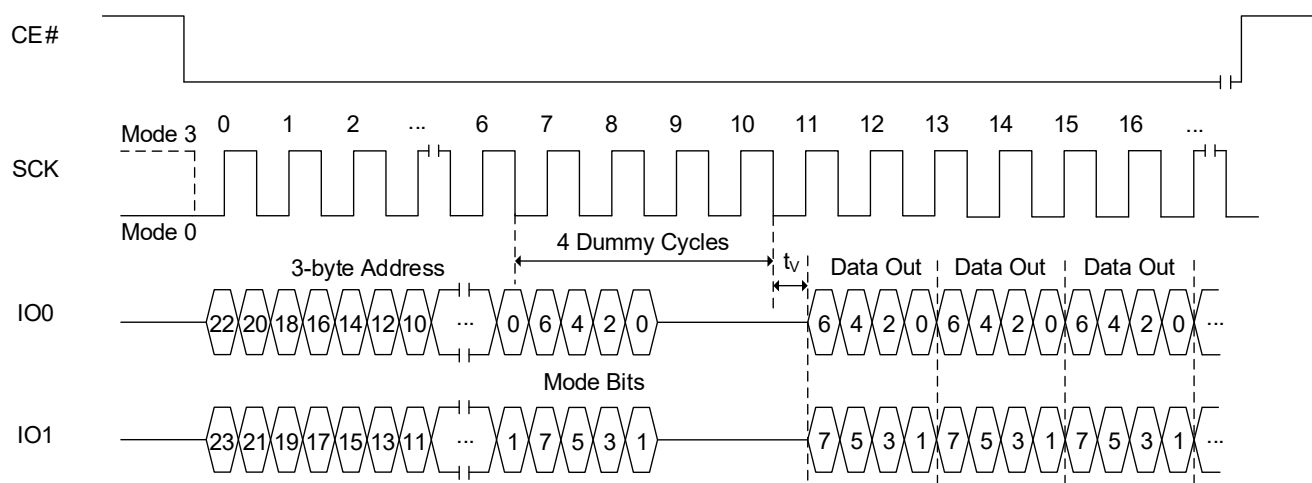 CE#
0 1 2 ... 6 7 8 9 10 11 12 13 14 15 16 ...
Mode 3
SCK
Mode 0
4 Dummy Cycles
3-byte Address
tV
Data Out Data Out Data Out
IO0
22 20 18 16 14 12 10 ... 0 6 4 2 0 6 4 2 0 6 4 2 0 6 4 2 0 ...
Mode Bits
IO1
23 21 19 17 15 13 11 ... 1 7 5 3 1 7 5 3 1 7 5 3 1 7 5 3 1 ...